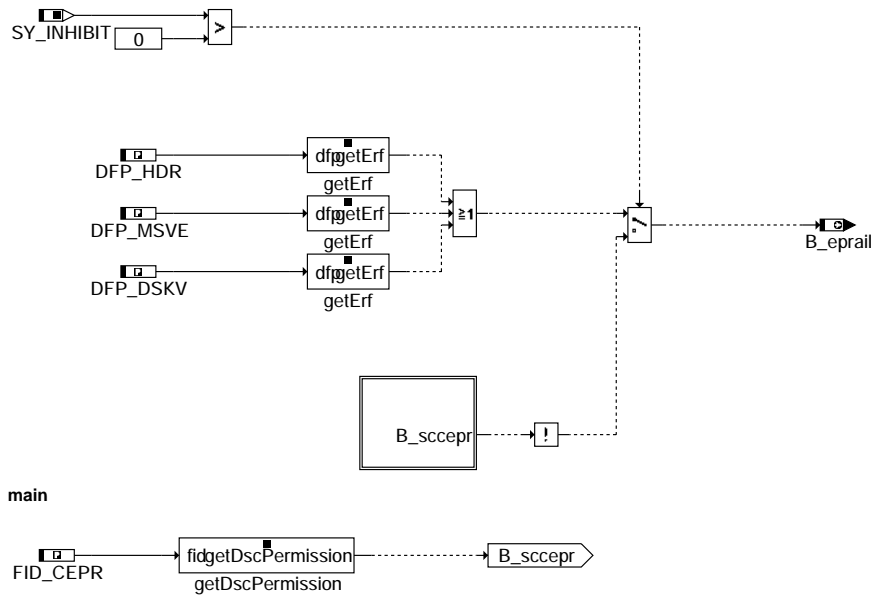 SY_INHIBIT
0
>
DFP_HDR
dfpgetErf
getErf
DFP_MSVE
dfpgetErf
getErf
≧1
B_eprail
DFP_DSKV
dfpgetErf
getErf
B_sccepr
!
main
FID_CEPR
fidgetDscPermission
getDscPermission
B_sccepr